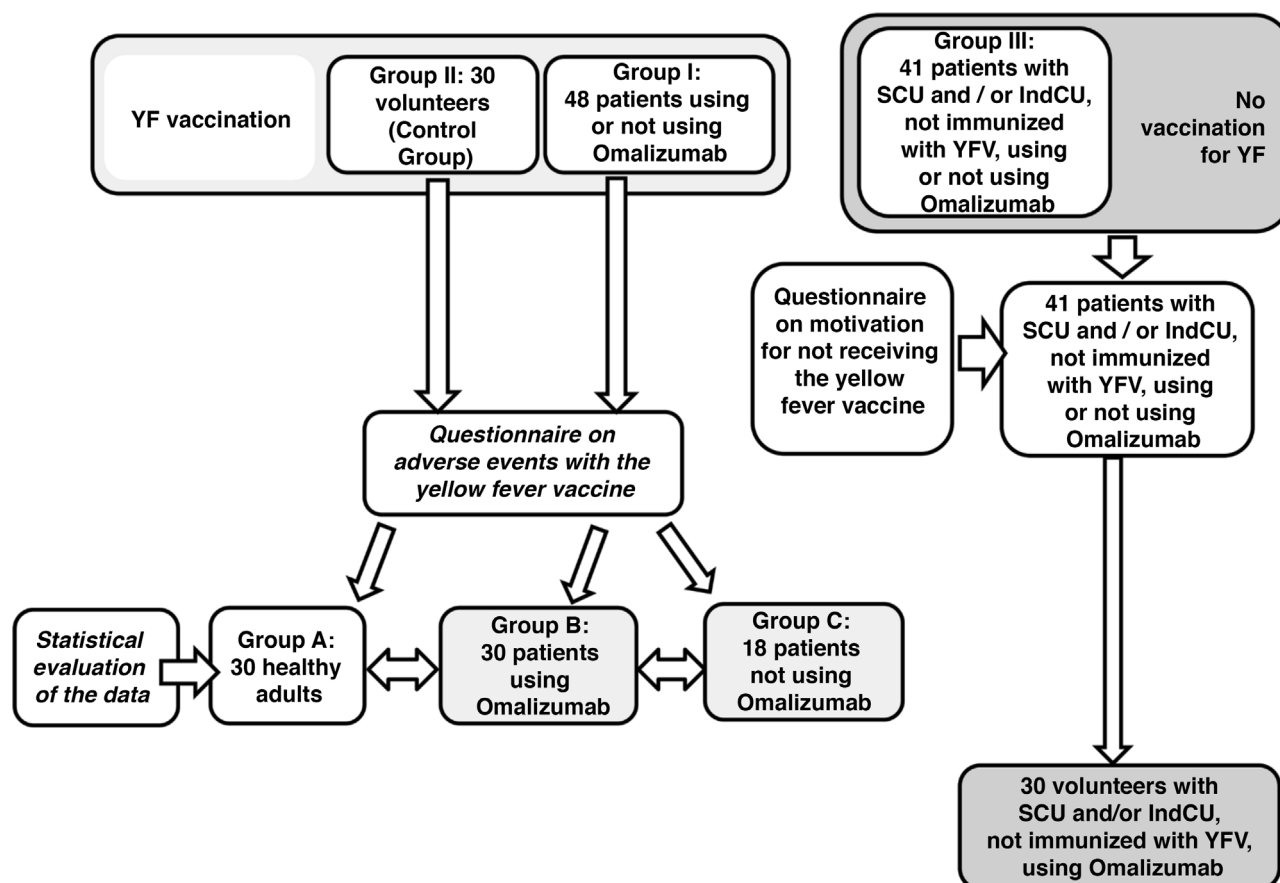 YF vaccination
Group II: 30
volunteers
(Control
Group)
Group I:
48 patients using
or not using
Omalizumab
Group III:
41 patients with
SCU and / or IndCU,
not immunized
with YFV, using
or not using
Omalizumab
No
vaccination
for YF
Questionnaire
on motivation
for not receiving
the yellow
fever vaccine
41 patients with
SCU and / or IndCU,
not immunized
with YFV, using
or not using
Omalizumab
Questionnaire on
adverse events with the
yellow fever vaccine
Statistical
evaluation
of the data
Group A:
30 healthy
adults
Group B:
30 patients
using
Omalizumab
Group C:
18 patients
not using
Omalizumab
30 volunteers with
SCU and/or IndCU,
not immunized with YFV,
using Omalizumab